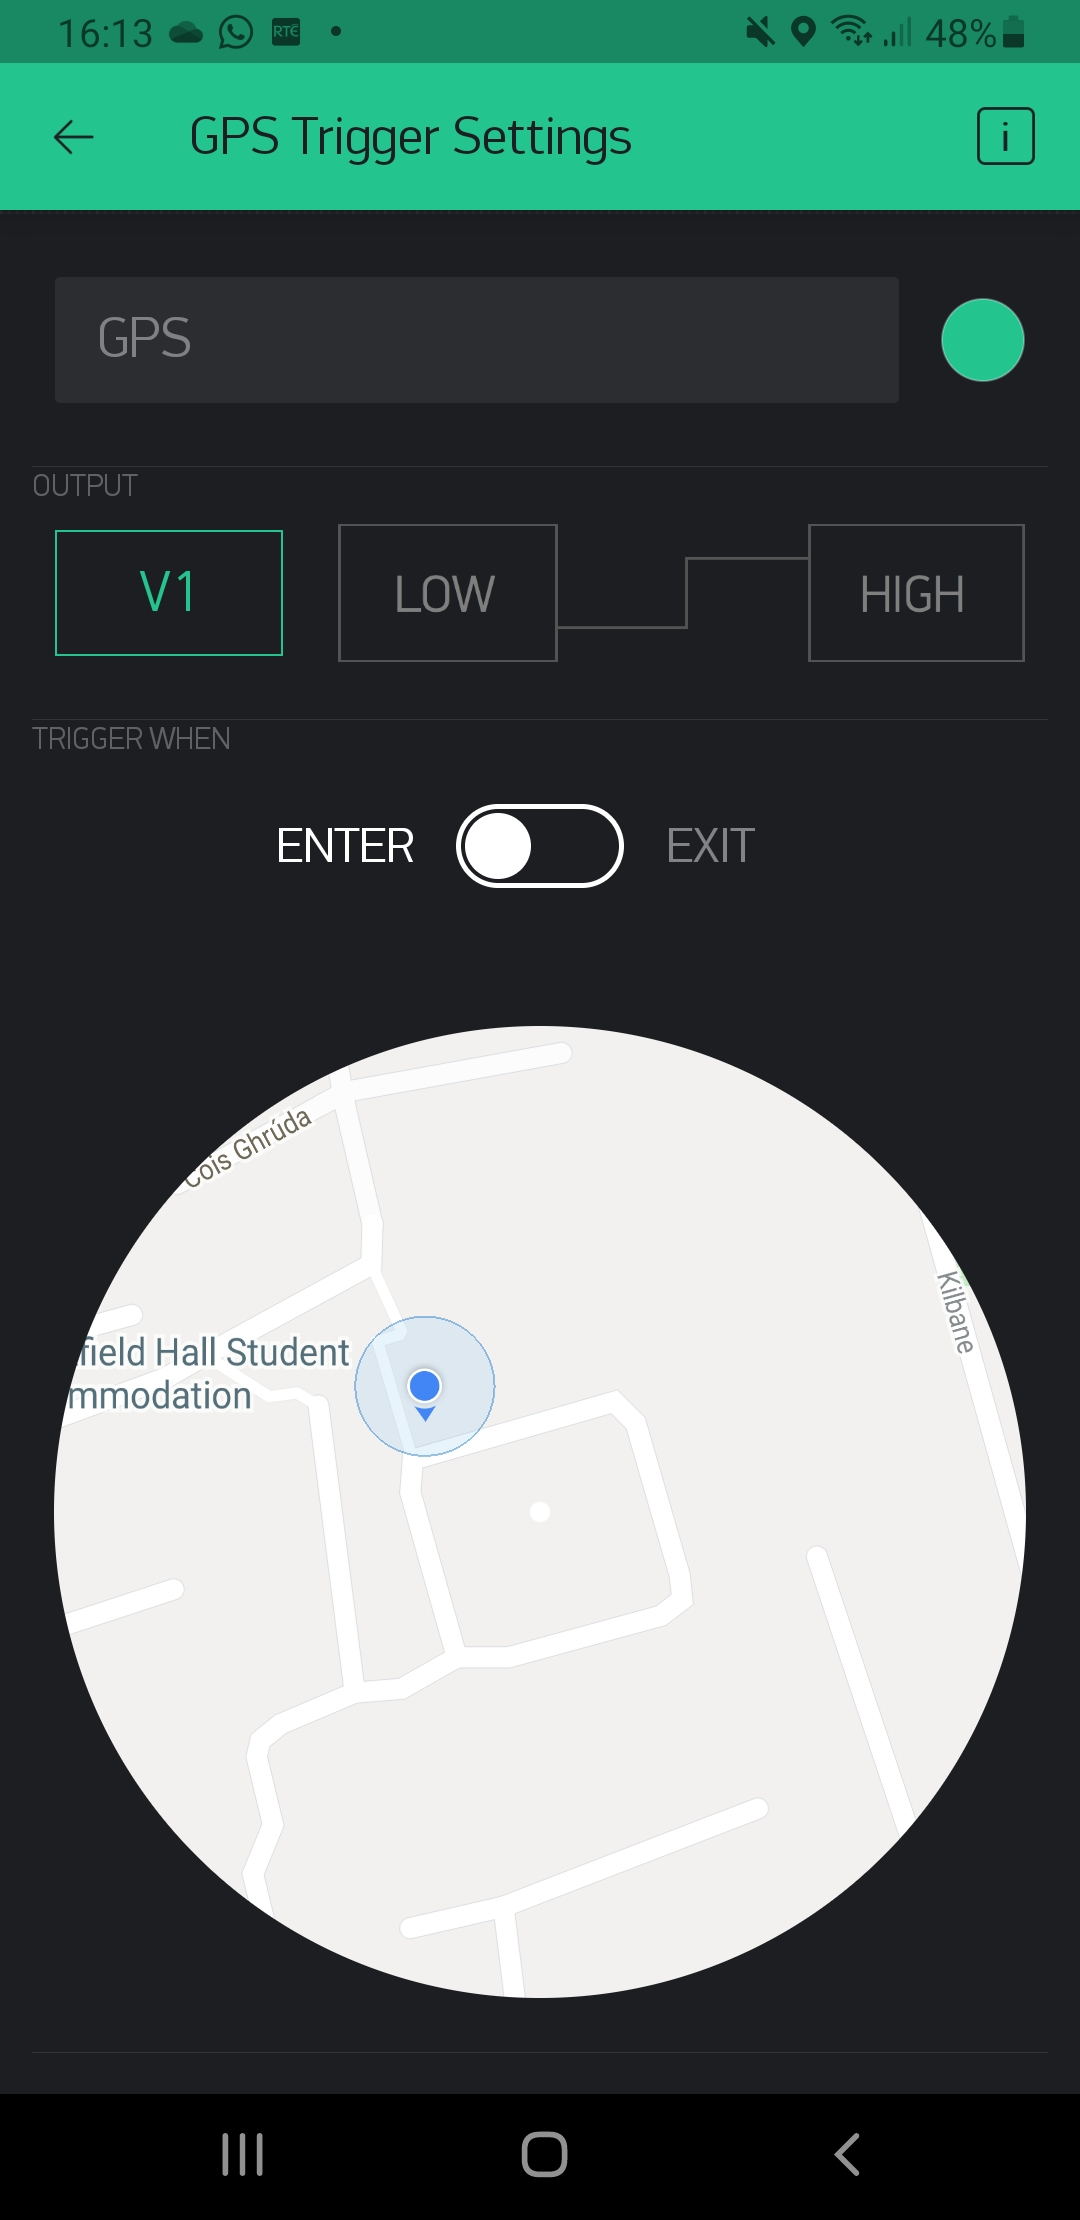 16:13 RTÉ 48%
GPS Trigger Settings i
GPS
OUTPUT
V1 LOW HIGH
TRIGGER WHEN
ENTER EXIT
Cois Ghrúda
Kilbane
field Hall Student
mmodation